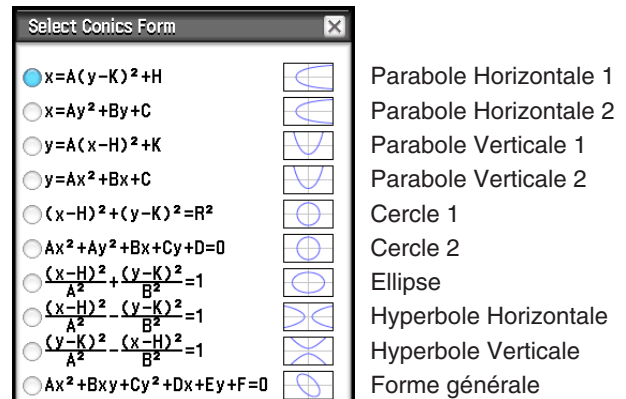 Select Conics Form
x=A(y-K)²+H Parabole Horizontale 1
x=Ay²+By+C Parabole Horizontale 2
y=A(x-H)²+K Parabole Verticale 1
y=Ax²+Bx+C Parabole Verticale 2
(x-H)²+(y-K)²=R² Cercle 1
Ax²+Ay²+Bx+Cy+D=0 Cercle 2
(x-H)²/A²+(y-K)²/B²=1 Ellipse
(x-H)²/A²-(y-K)²/B²=1 Hyperbole Horizontale
(y-K)²/A²-(x-H)²/B²=1 Hyperbole Verticale
Ax²+Bxy+Cy²+Dx+Ey+F=0 Forme générale